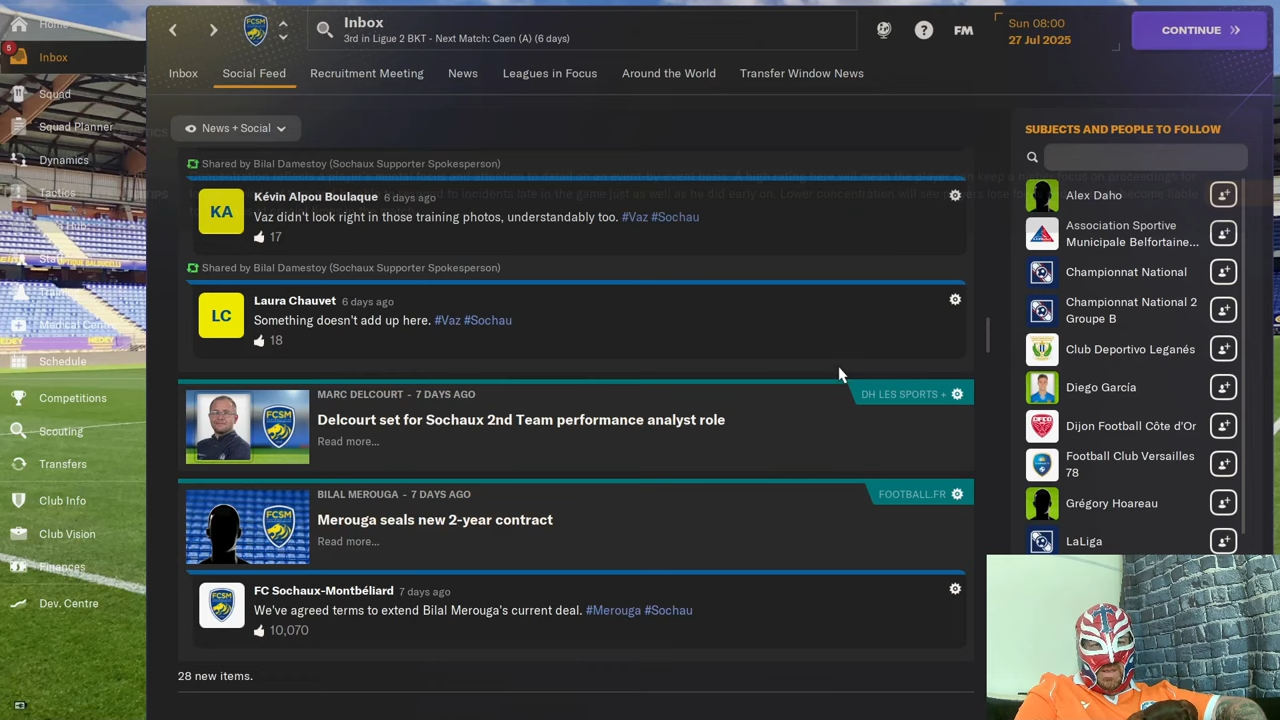 Home
Inbox
3rd in Ligue 2 BKT - Next Match: Caen (A) (6 days)
?
FM
Sun 08:00
27 Jul 2025
CONTINUE
5
Inbox
Inbox
Social Feed
Recruitment Meeting
News
Leagues in Focus
Around the World
Transfer Window News
Squad
Squad Planner
Dynamics
Tactics
Schedule
Competitions
Scouting
Transfers
Club Info
Club Vision
Finances
Dev. Centre
News + Social
Shared by Bilal Damestoy (Sochaux Supporter Spokesperson)
KA
Kévin Alpou Boulaque 6 days ago
Vaz didn't look right in those training photos, understandably too. #Vaz #Sochau
17
Shared by Bilal Damestoy (Sochaux Supporter Spokesperson)
LC
Laura Chauvet 6 days ago
Something doesn't add up here. #Vaz #Sochau
18
MARC DELCOURT - 7 DAYS AGO
DH LES SPORTS +
Delcourt set for Sochaux 2nd Team performance analyst role
Read more...
BILAL MEROUGA - 7 DAYS AGO
FOOTBALL.FR
Merouga seals new 2-year contract
Read more...
FC Sochaux-Montbéliard 7 days ago
We've agreed terms to extend Bilal Merouga's current deal. #Merouga #Sochau
10,070
28 new items.
SUBJECTS AND PEOPLE TO FOLLOW
Alex Daho
Association Sportive
Municipale Belfortaine...
Championnat National
Championnat National 2
Groupe B
Club Deportivo Leganés
Diego García
Dijon Football Côte d'Or
Football Club Versailles
78
Grégory Hoareau
LaLiga